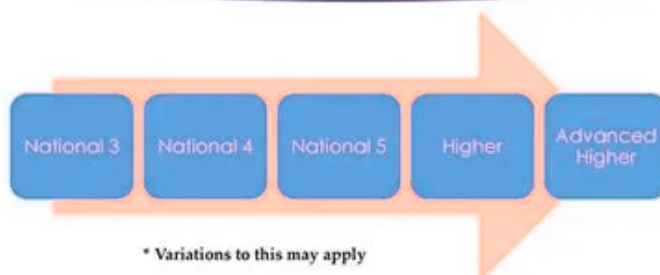 National 3
National 4
National 5
Higher
Advanced
Higher
* Variations to this may apply